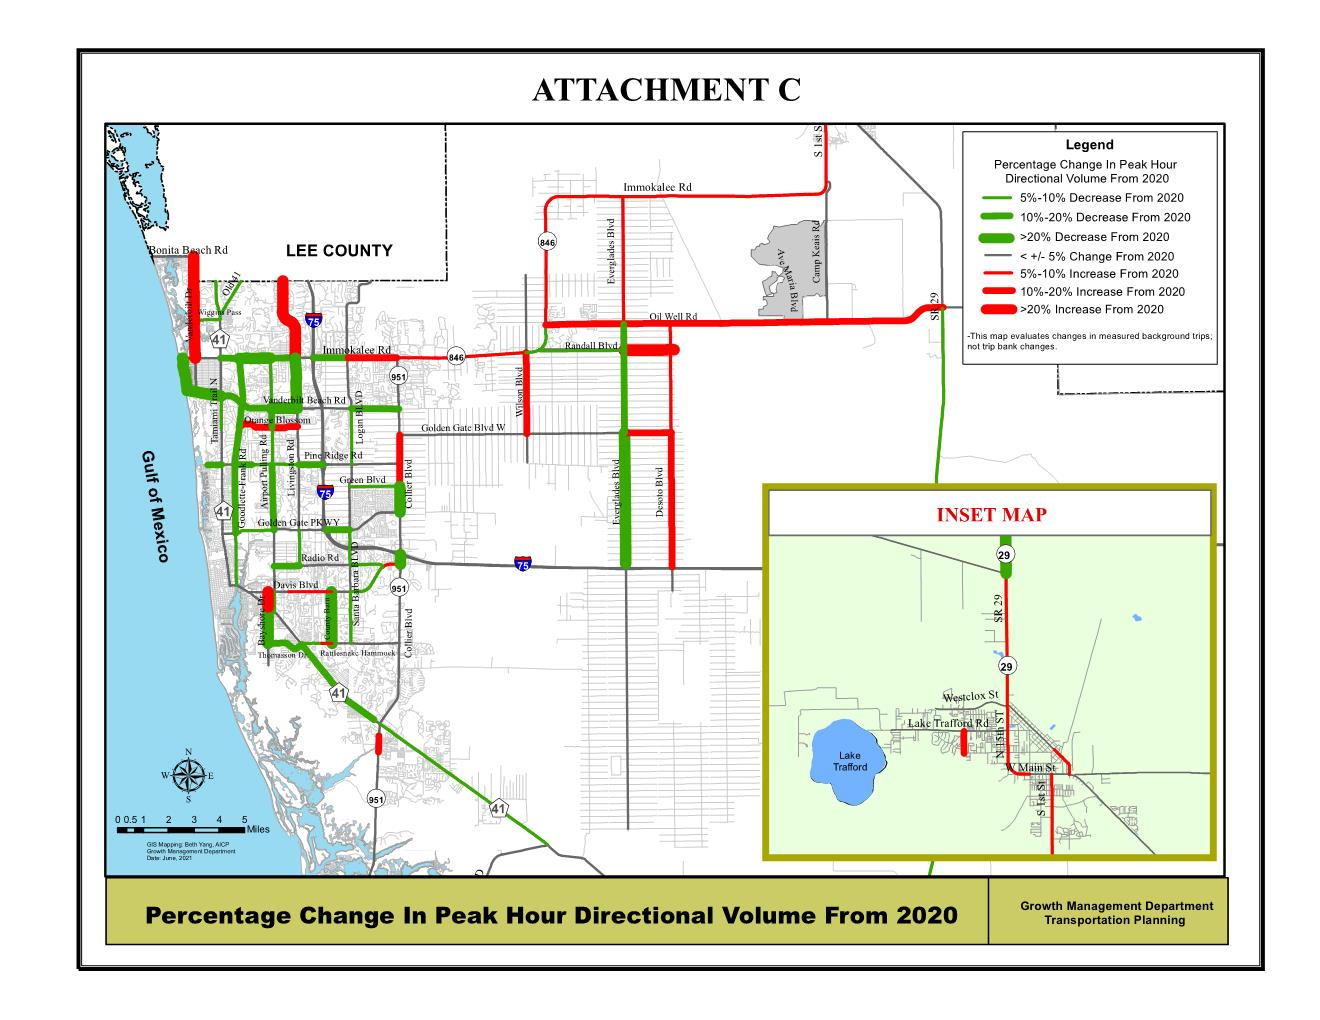 ATTACHMENT C
Legend
Percentage Change In Peak Hour
Directional Volume From 2020
5%-10% Decrease From 2020
10%-20% Decrease From 2020
>20% Decrease From 2020
< +/- 5% Change From 2020
5%-10% Increase From 2020
10%-20% Increase From 2020
>20% Increase From 2020
-This map evaluates changes in measured background trips;
not trip bank changes.
S 1st S
Immokalee Rd
846
Everglades Blvd
Camp Keais Rd
Ave Maria Blvd
SR 29
Oil Well Rd
Bonita Beach Rd
LEE COUNTY
Old 41
Vanderbilt Dr
Wiggins Pass
41
75
Immokalee Rd
846
Randall Blvd
951
Wilson Blvd
Tamiami Trail N
Vanderbilt Beach Rd
Logan BLVD
Orange Blossom
Golden Gate Blvd W
Gulf of Mexico
Pine Ridge Rd
Goodlette-Frank Rd
Airport Pulling Rd
Livingston Rd
Green Blvd
Collier Blvd
75
41
Everglades Blvd
Desoto Blvd
Golden Gate PKWY
Radio Rd
75
Santa Barbara BLVD
Davis Blvd
951
Bayshore Dr
County Barn
Collier Blvd
Thomasson Dr
Rattlesnake Hammock
41
951
41
INSET MAP
29
SR 29
29
Westclox St
Lake Trafford Rd
N 15th ST
Lake
Trafford
W Main St
S 1st St
N
W
E
S
0 0.5 1 2 3 4 5
Miles
GIS Mapping: Beth Yang, AICP
Growth Management Department
Date: June, 2021
Percentage Change In Peak Hour Directional Volume From 2020
Growth Management Department
Transportation Planning